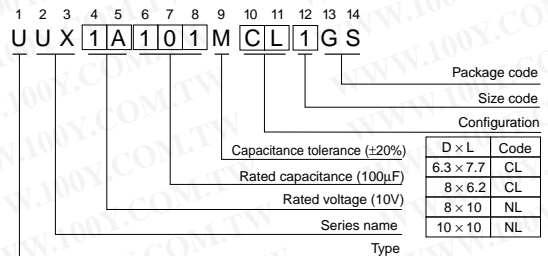 1 2 3 4 5 6 7 8 9 10 11 12 13 14
U U X 1 A 1 0 1 M C L 1 G S
Package code
Size code
Configuration
Capacitance tolerance (±20%)
Rated capacitance (100µF)
Rated voltage (10V)
Series name
Type
D × L Code
6.3 × 7.7 CL
8 × 6.2 CL
8 × 10 NL
10 × 10 NL
WWW.100Y.COM.TW